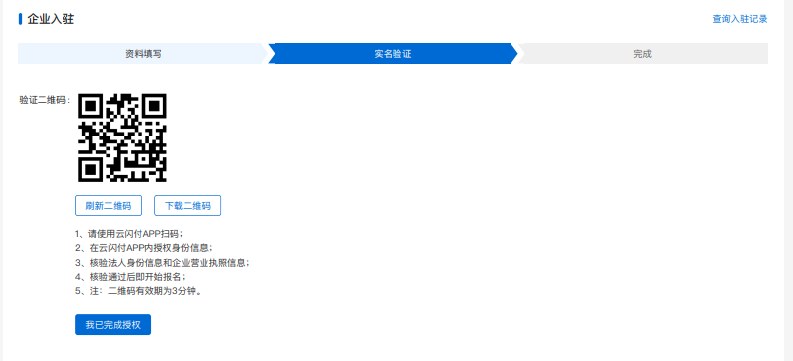 企业入驻
查询入驻记录
资料填写
实名验证
完成
验证二维码:
刷新二维码
下载二维码
1、请使用云闪付APP扫码;
2、在云闪付APP内授权身份信息;
3、核验法人身份信息和企业营业执照信息;
4、核验通过后即开始报名;
5、注：二维码有效期为3分钟。
我已完成授权